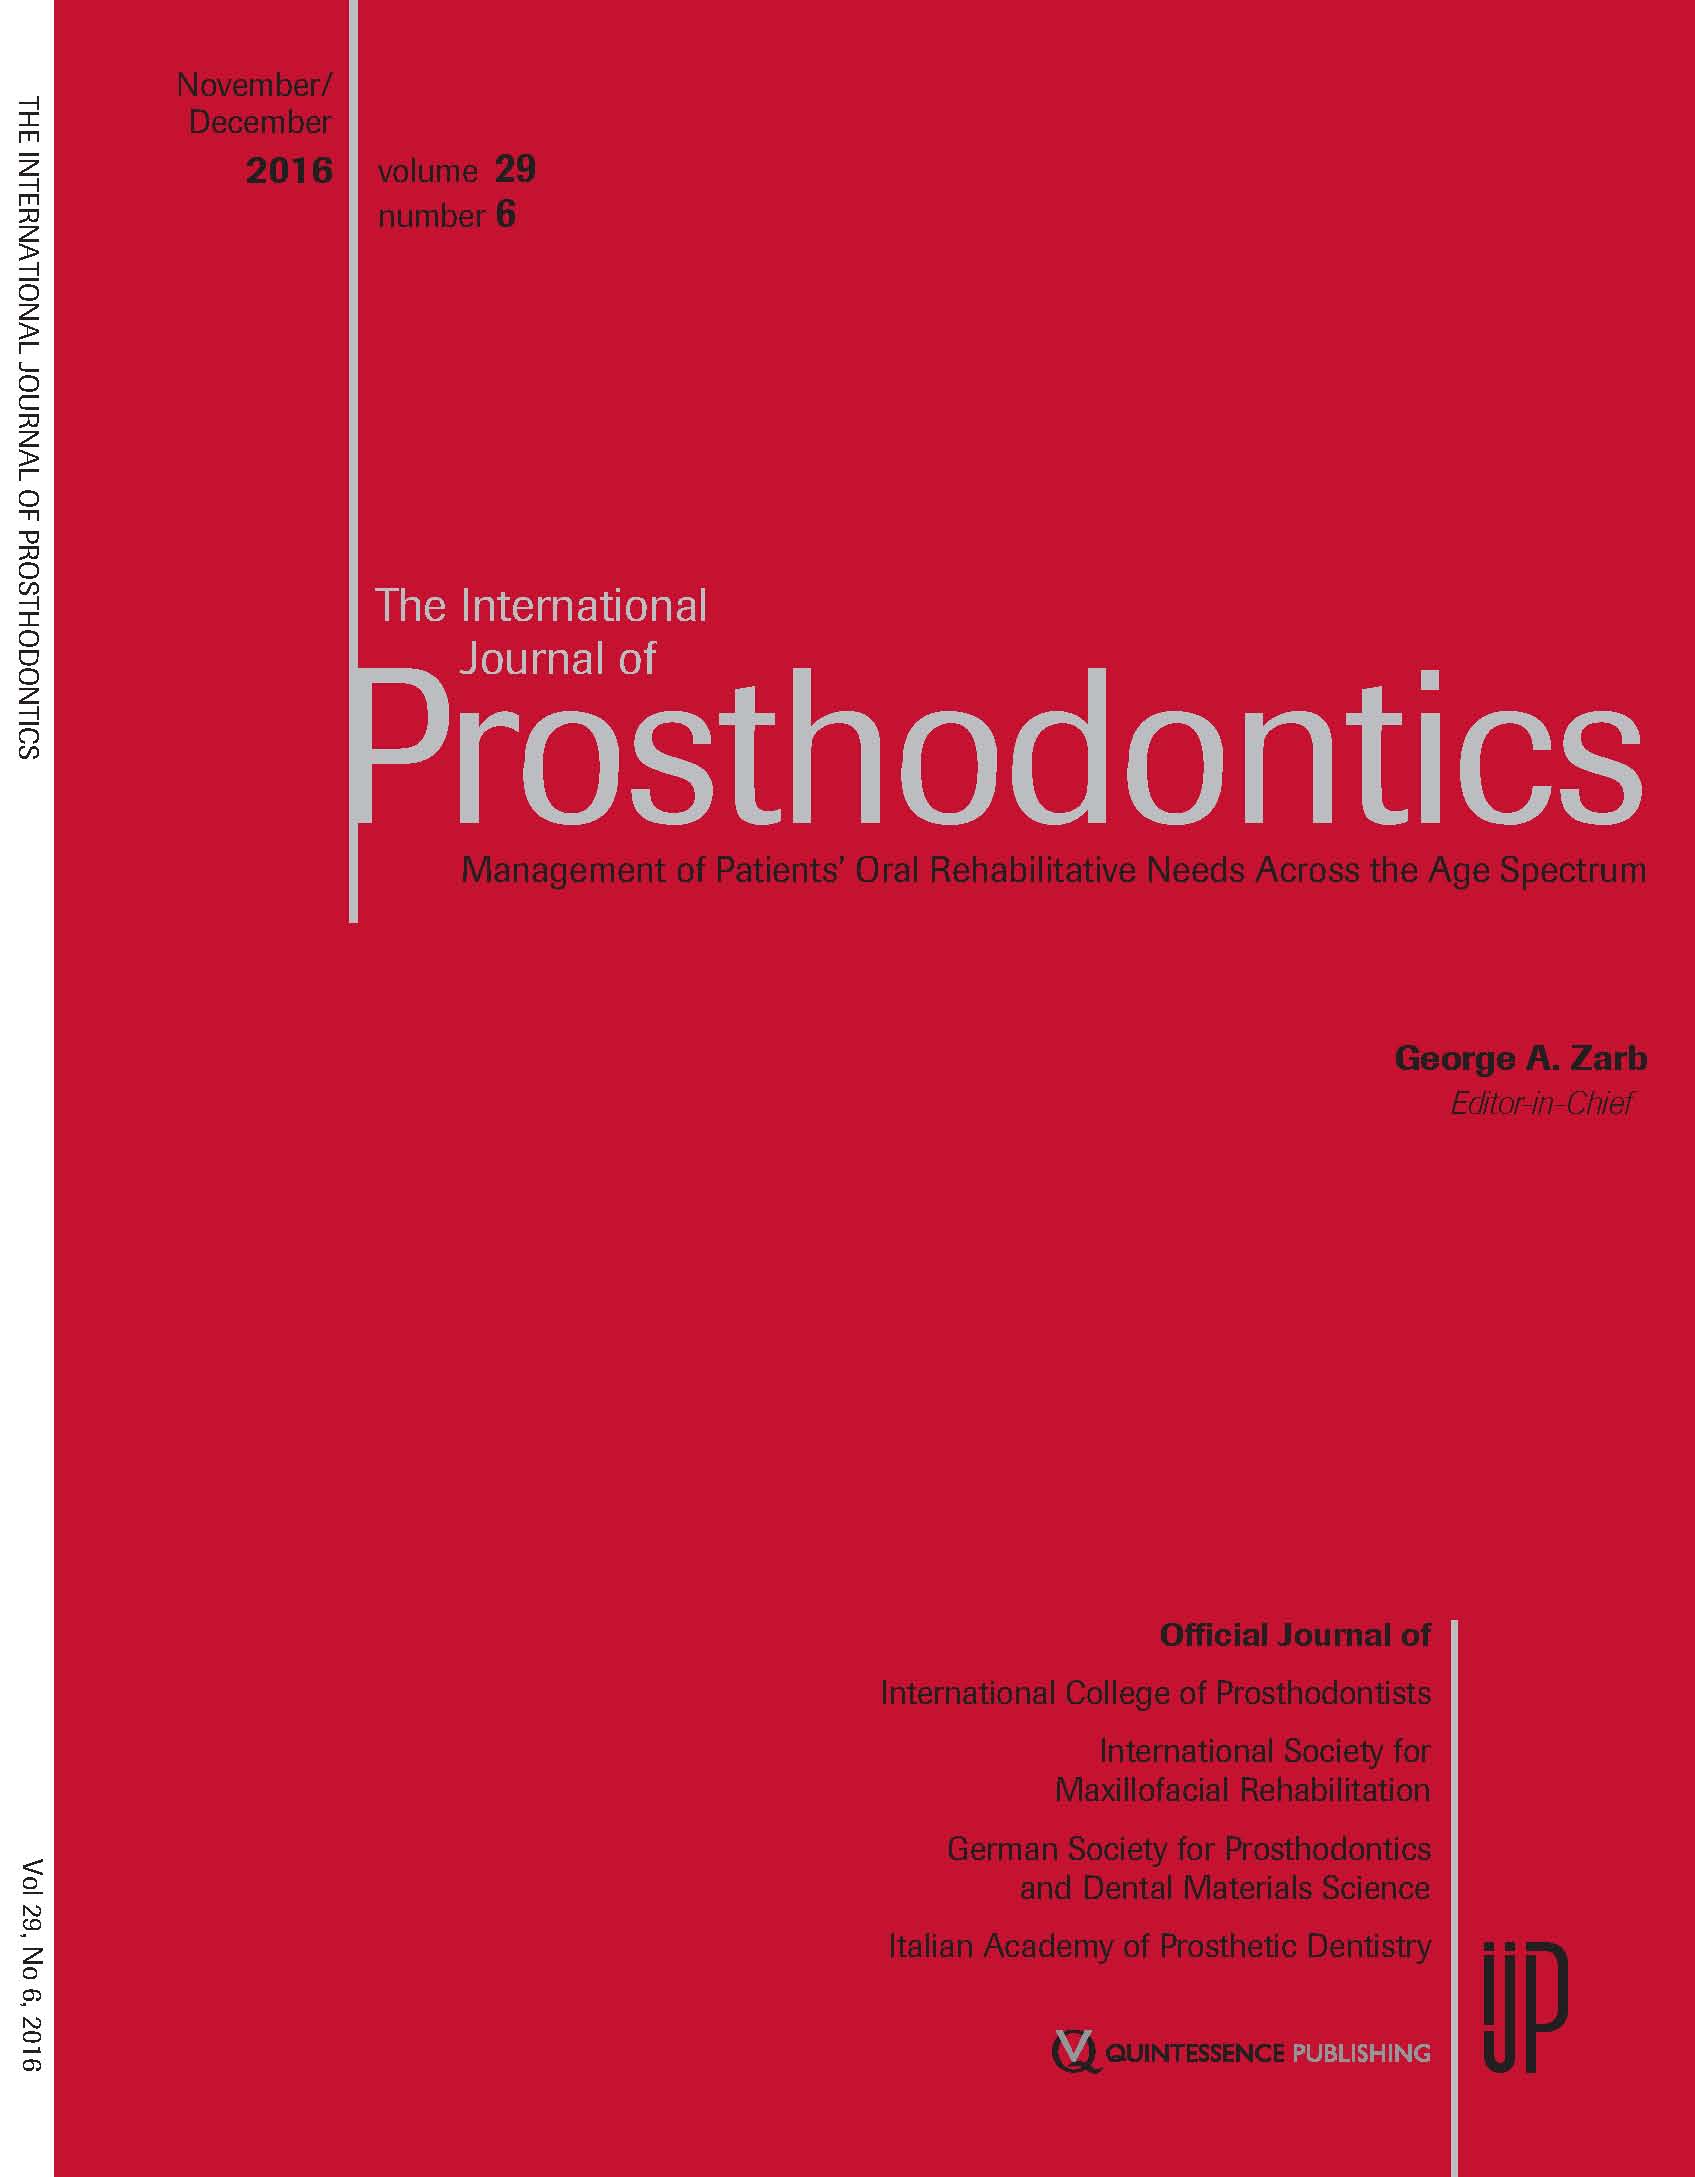 THE INTERNATIONAL JOURNAL OF PROSTHODONTICS
Vol 29, No 6, 2016
November/
December
2016
volume 29
number 6
The International
Journal of
Prosthodontics
Management of Patients’ Oral Rehabilitative Needs Across the Age Spectrum
George A. Zarb
Editor-in-Chief
Official Journal of
International College of Prosthodontists
International Society for
Maxillofacial Rehabilitation
German Society for Prosthodontics
and Dental Materials Science
Italian Academy of Prosthetic Dentistry
QUINTESSENCE PUBLISHING
IJP